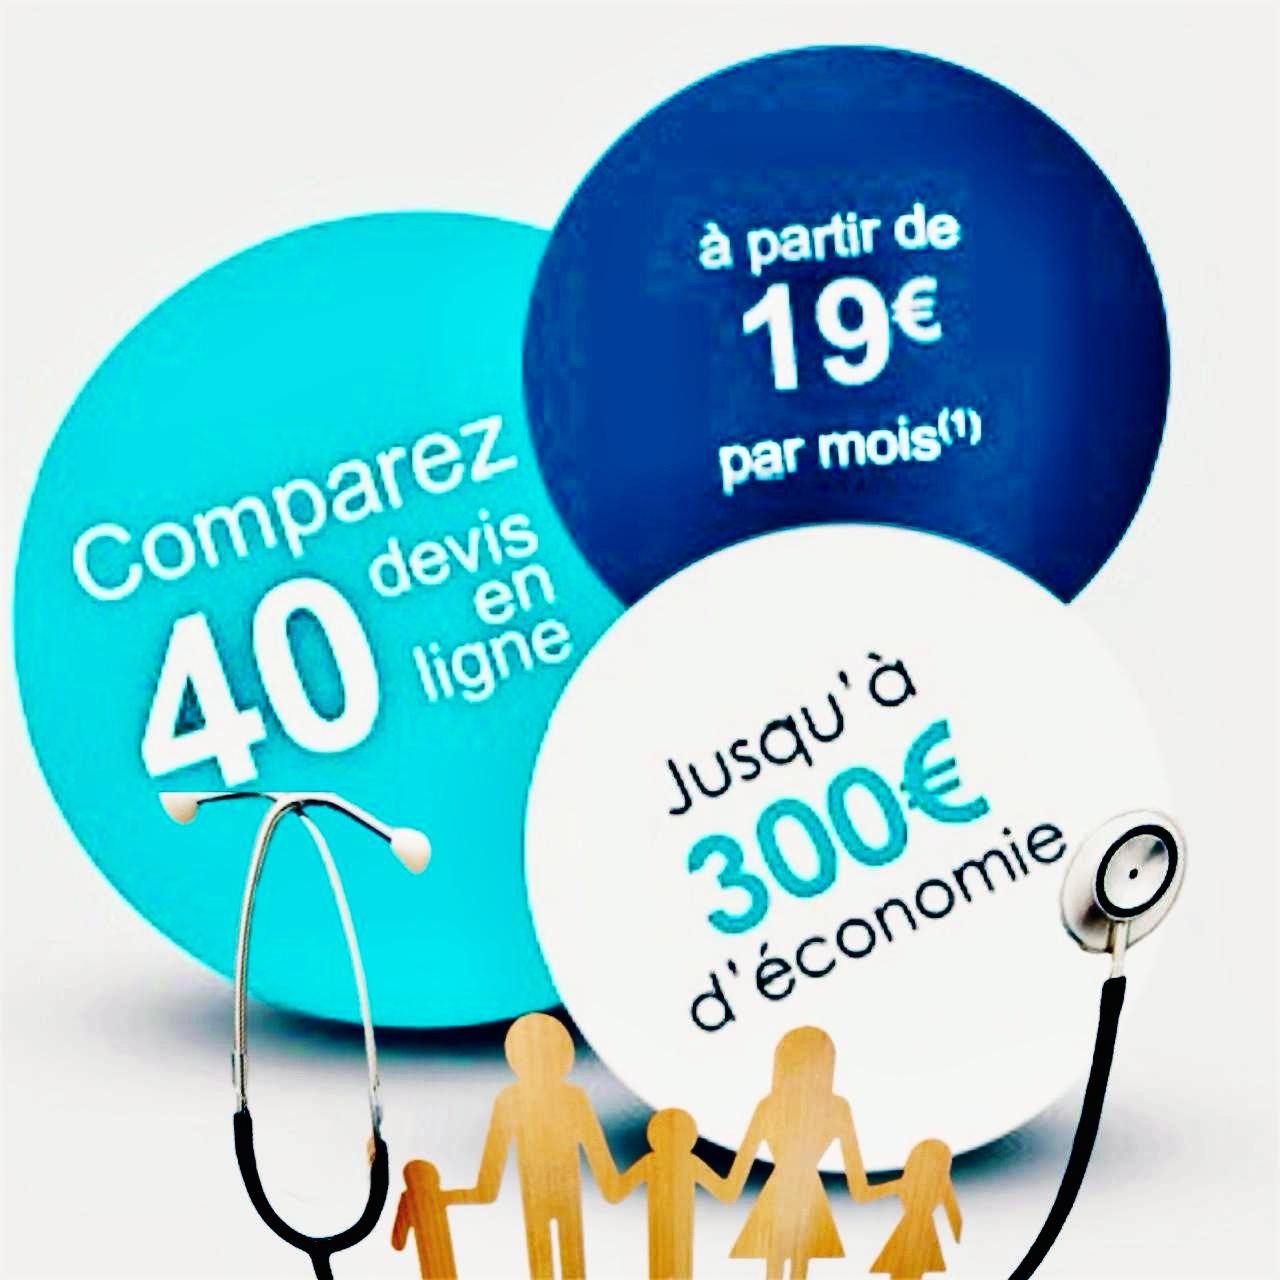 à partir de
19€
par mois(1)
Comparez
40 devis
en
ligne
Jusqu'à
300€
d'économie